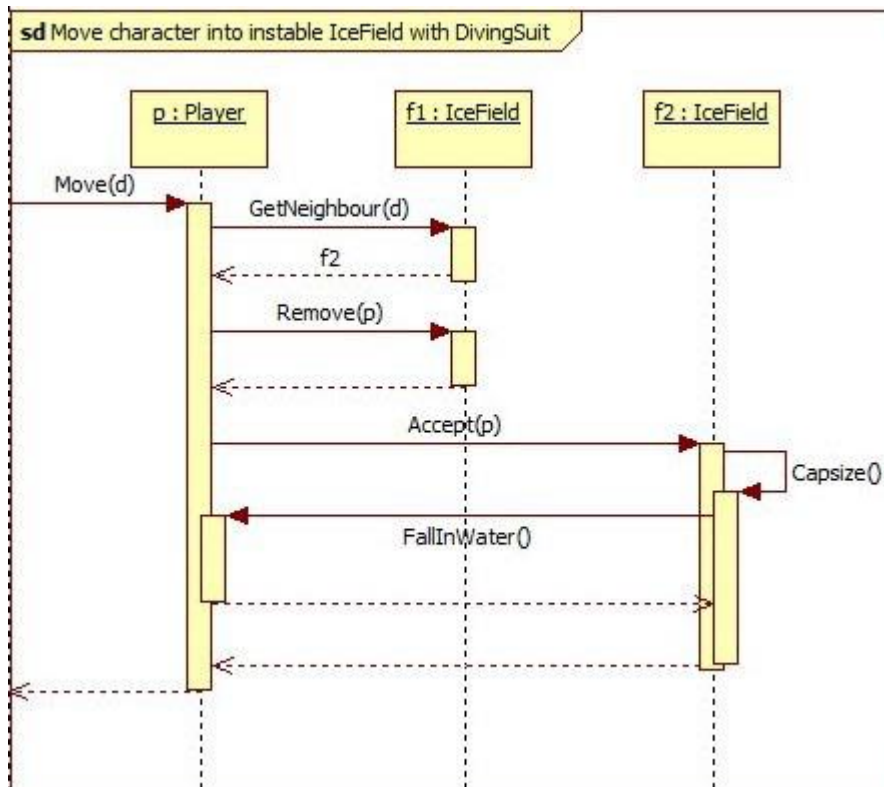 sd Move character into instable IceField with DivingSuit
p : Player
f1 : IceField
f2 : IceField
Move(d)
GetNeighbour(d)
f2
Remove(p)
Accept(p)
Capsize()
FallInWater()